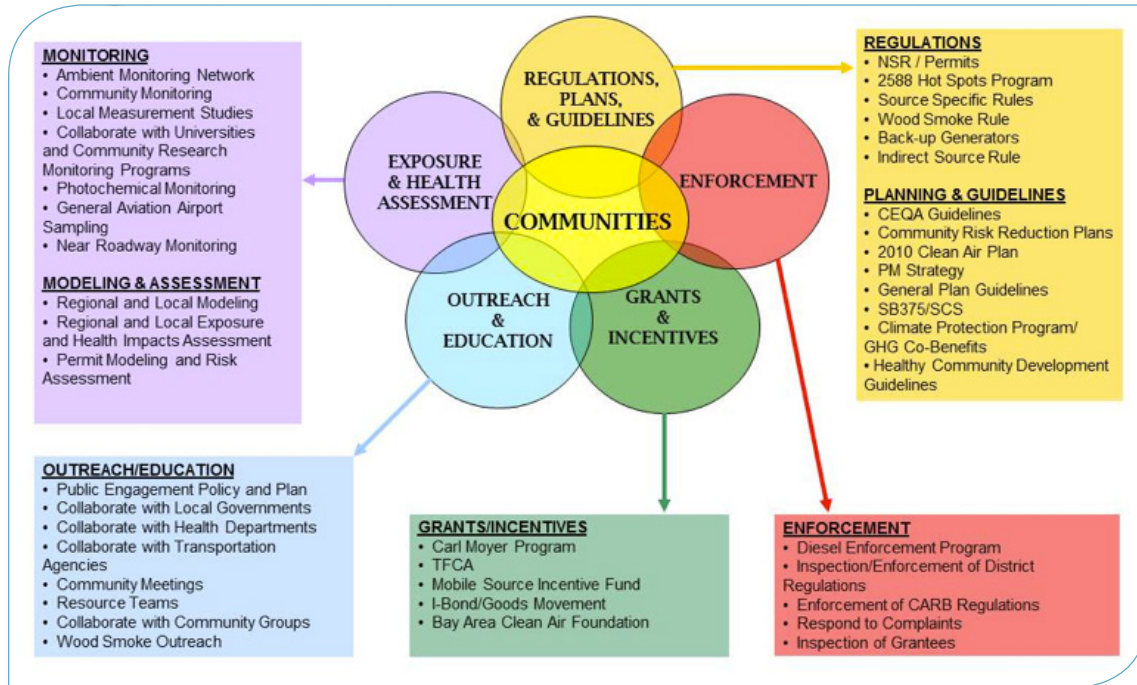 MONITORING
• Ambient Monitoring Network
• Community Monitoring
• Local Measurement Studies
• Collaborate with Universities
and Community Research
Monitoring Programs
• Photochemical Monitoring
• General Aviation Airport
Sampling
• Near Roadway Monitoring
MODELING & ASSESSMENT
• Regional and Local Modeling
• Regional and Local Exposure
and Health Impacts Assessment
• Permit Modeling and Risk
Assessment
REGULATIONS,
PLANS,
& GUIDELINES
EXPOSURE
& HEALTH
ASSESSMENT
ENFORCEMENT
COMMUNITIES
OUTREACH
&
EDUCATION
GRANTS
&
INCENTIVES
REGULATIONS
• NSR / Permits
• 2588 Hot Spots Program
• Source Specific Rules
• Wood Smoke Rule
• Back-up Generators
• Indirect Source Rule
PLANNING & GUIDELINES
• CEQA Guidelines
• Community Risk Reduction Plans
• 2010 Clean Air Plan
• PM Strategy
• General Plan Guidelines
• SB375/SCS
• Climate Protection Program/
GHG Co-Benefits
• Healthy Community Development
Guidelines
OUTREACH/EDUCATION
• Public Engagement Policy and Plan
• Collaborate with Local Governments
• Collaborate with Health Departments
• Collaborate with Transportation
Agencies
• Community Meetings
• Resource Teams
• Collaborate with Community Groups
• Wood Smoke Outreach
GRANTS/INCENTIVES
• Carl Moyer Program
• TFCA
• Mobile Source Incentive Fund
• I-Bond/Goods Movement
• Bay Area Clean Air Foundation
ENFORCEMENT
• Diesel Enforcement Program
• Inspection/Enforcement of District
Regulations
• Enforcement of CARB Regulations
• Respond to Complaints
• Inspection of Grantees